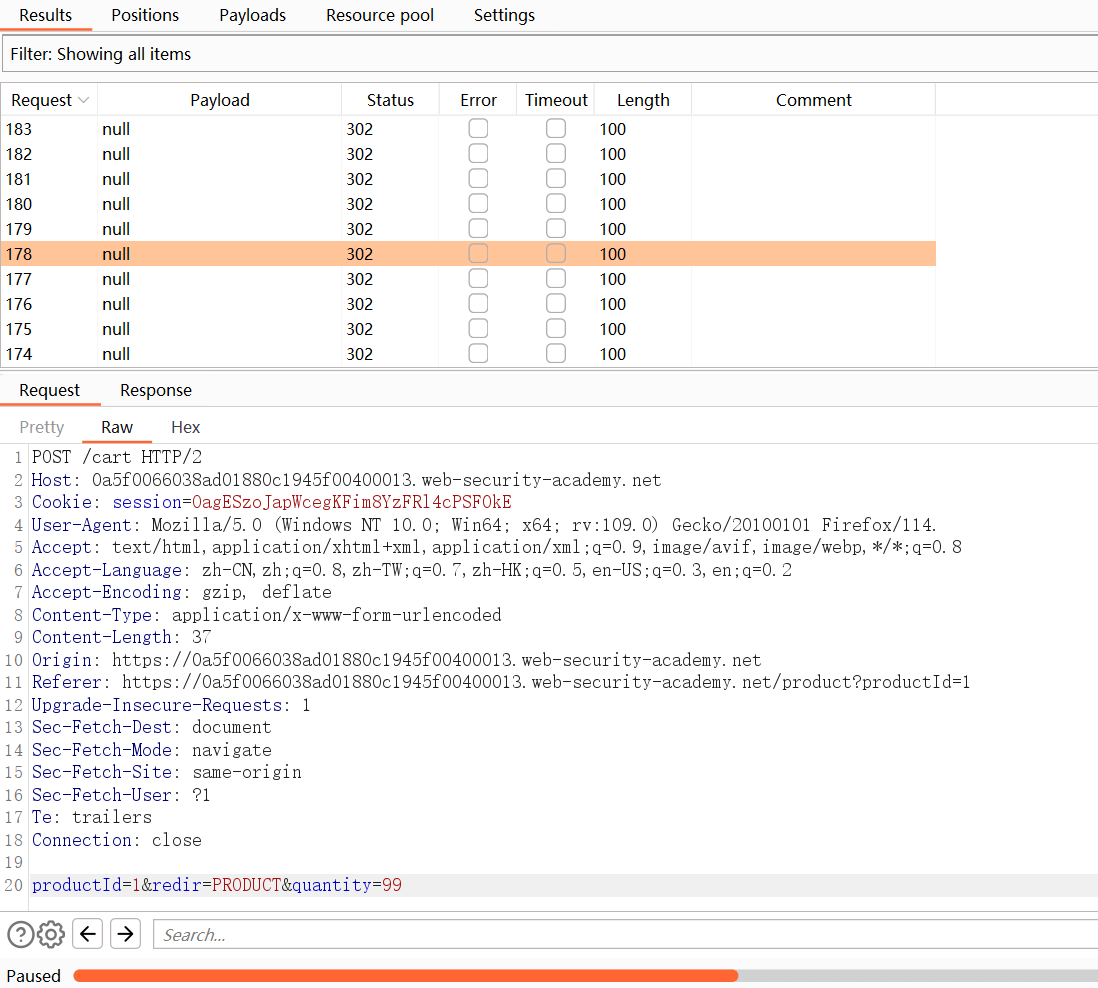 Results Positions Payloads Resource pool Settings
Filter: Showing all items
Request Payload Status Error Timeout Length Comment
183 null 302 100
182 null 302 100
181 null 302 100
180 null 302 100
179 null 302 100
178 null 302 100
177 null 302 100
176 null 302 100
175 null 302 100
174 null 302 100
Request Response
Pretty Raw Hex
1 POST /cart HTTP/2
2 Host: 0a5f0066038ad01880c1945f00400013.web-security-academy.net
3 Cookie: session=0agESzoJapWcegKFim8YzFRl4cPSF0kE
4 User-Agent: Mozilla/5.0 (Windows NT 10.0; Win64; x64; rv:109.0) Gecko/20100101 Firefox/114.
5 Accept: text/html,application/xhtml+xml,application/xml;q=0.9,image/avif,image/webp,*/*;q=0.8
6 Accept-Language: zh-CN,zh;q=0.8,zh-TW;q=0.7,zh-HK;q=0.5,en-US;q=0.3,en;q=0.2
7 Accept-Encoding: gzip, deflate
8 Content-Type: application/x-www-form-urlencoded
9 Content-Length: 37
10 Origin: https://0a5f0066038ad01880c1945f00400013.web-security-academy.net
11 Referer: https://0a5f0066038ad01880c1945f00400013.web-security-academy.net/product?productId=1
12 Upgrade-Insecure-Requests: 1
13 Sec-Fetch-Dest: document
14 Sec-Fetch-Mode: navigate
15 Sec-Fetch-Site: same-origin
16 Sec-Fetch-User: ?1
17 Te: trailers
18 Connection: close
19
20 productId=1&redir=PRODUCT&quantity=99
Search...
Paused